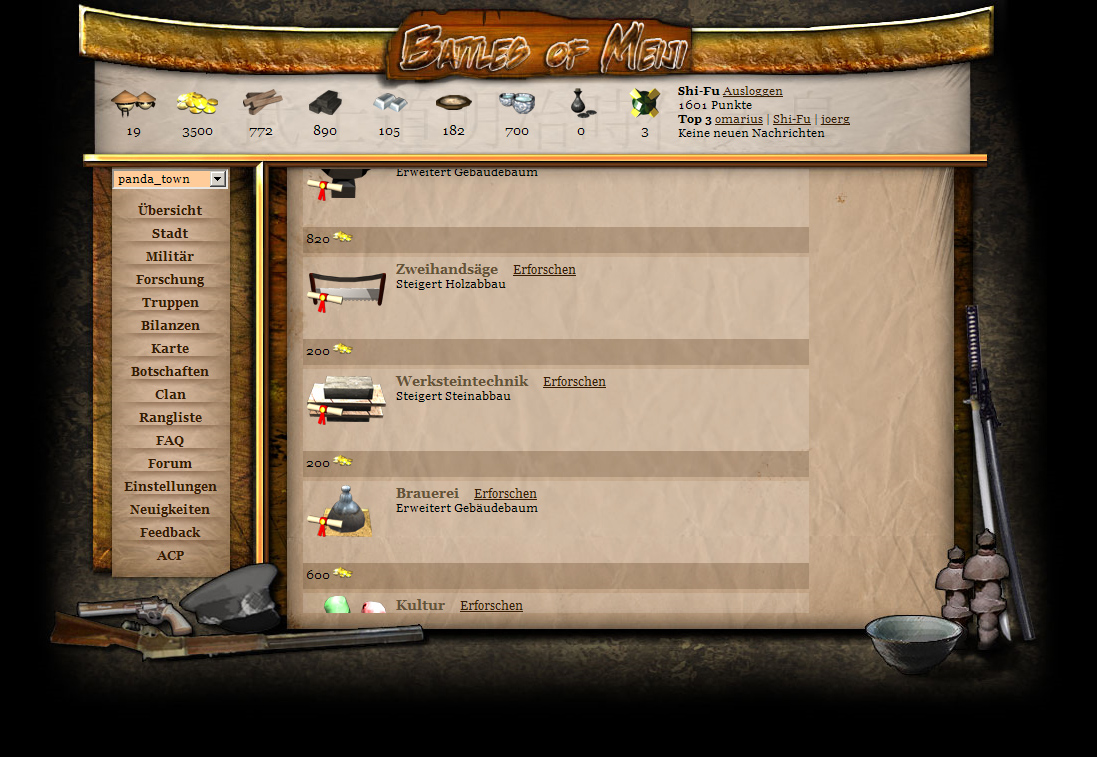 Battles of Meiji
Shi-Fu Ausloggen
1601 Punkte
Top 3 omarius | Shi-Fu | joerg
Keine neuen Nachrichten
19 3500 772 890 105 182 700 0 3
panda_town
Übersicht
Stadt
Militär
Forschung
Truppen
Bilanzen
Karte
Botschaften
Clan
Rangliste
FAQ
Forum
Einstellungen
Neuigkeiten
Feedback
ACP
Erweitert Gebäudebaum
820
Zweihandsäge Erforschen
Steigert Holzabbau
200
Werksteintechnik Erforschen
Steigert Steinabbau
200
Brauerei Erforschen
Erweitert Gebäudebaum
600
Kultur Erforschen